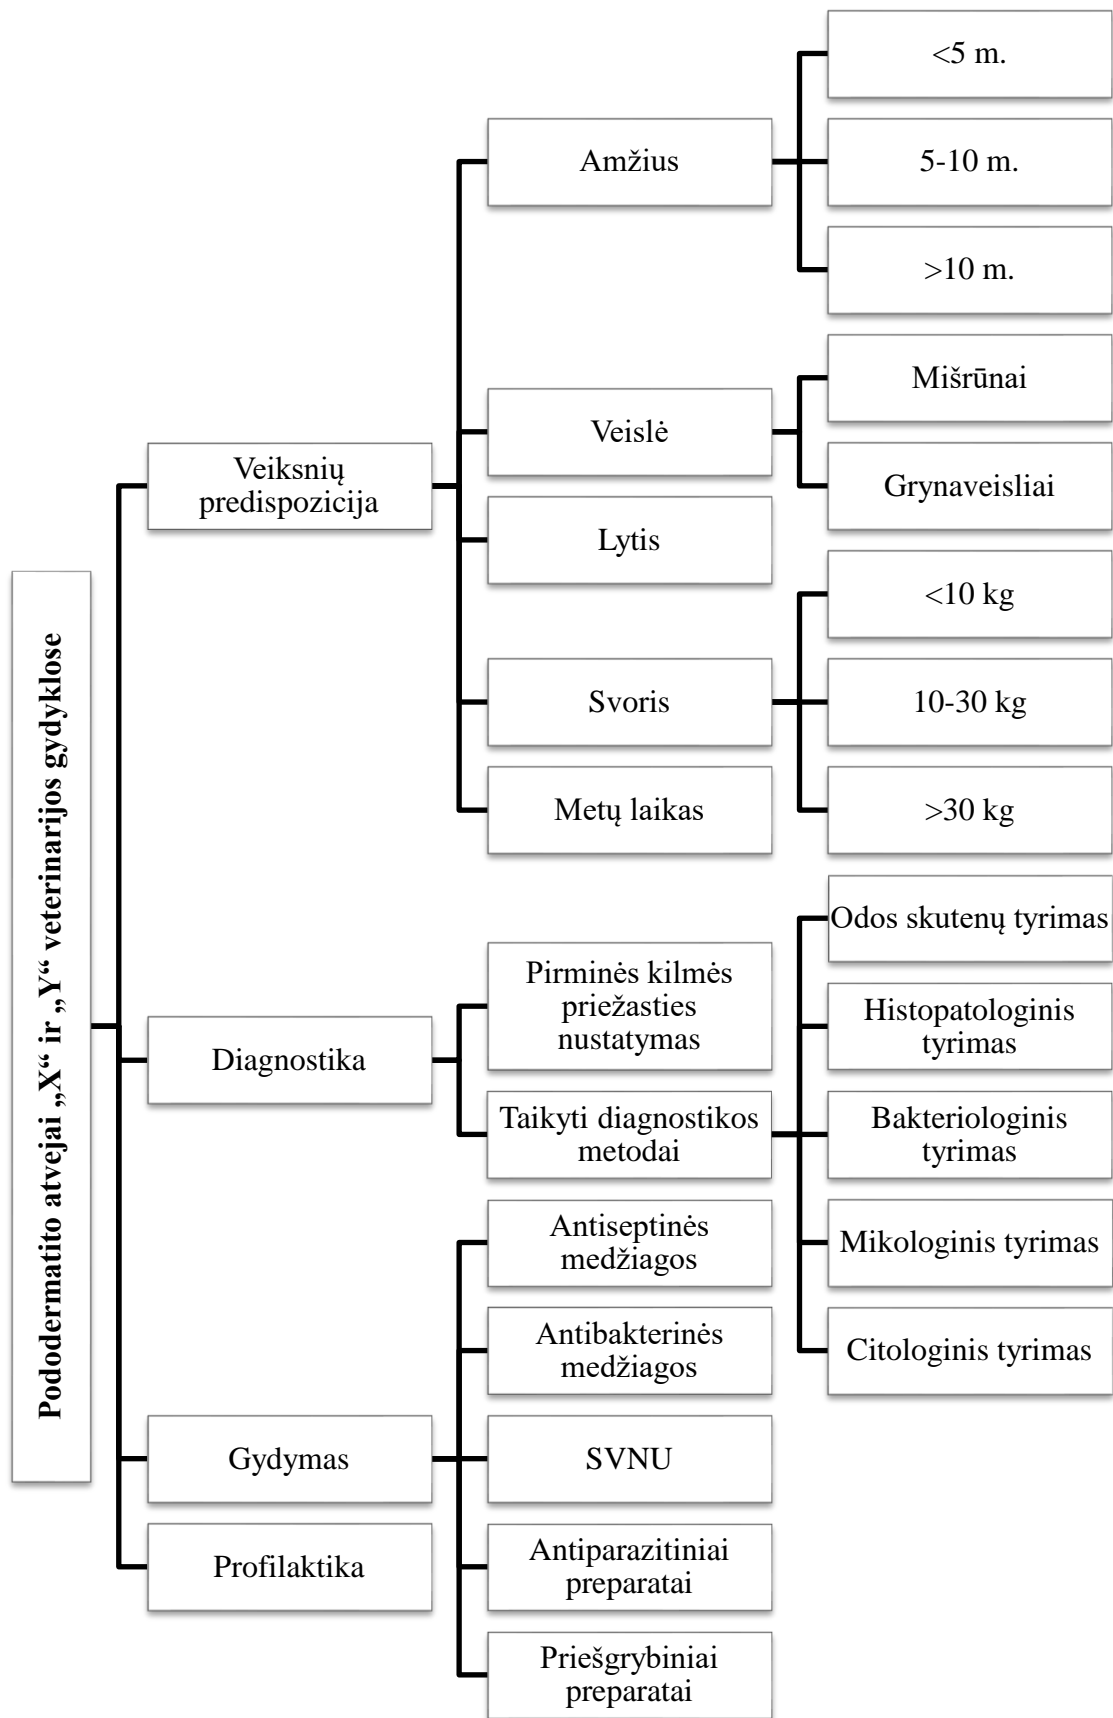 Pododermatito atvejai „X“ ir „Y“ veterinarijos gydyklose
Veiksnių
predispozicija
Amžius
<5 m.
5-10 m.
>10 m.
Veislė
Mišrūnai
Grynaveisliai
Lytis
Svoris
<10 kg
10-30 kg
>30 kg
Metų laikas
Diagnostika
Pirminės kilmės
priežasties
nustatymas
Taikyti diagnostikos
metodai
Odos skutenų tyrimas
Histopatologinis
tyrimas
Bakteriologinis
tyrimas
Mikologinis tyrimas
Citologinis tyrimas
Gydymas
Antiseptinės
medžiagos
Antibakterinės
medžiagos
SVNU
Antiparazitiniai
preparatai
Priešgrybiniai
preparatai
Profilaktika